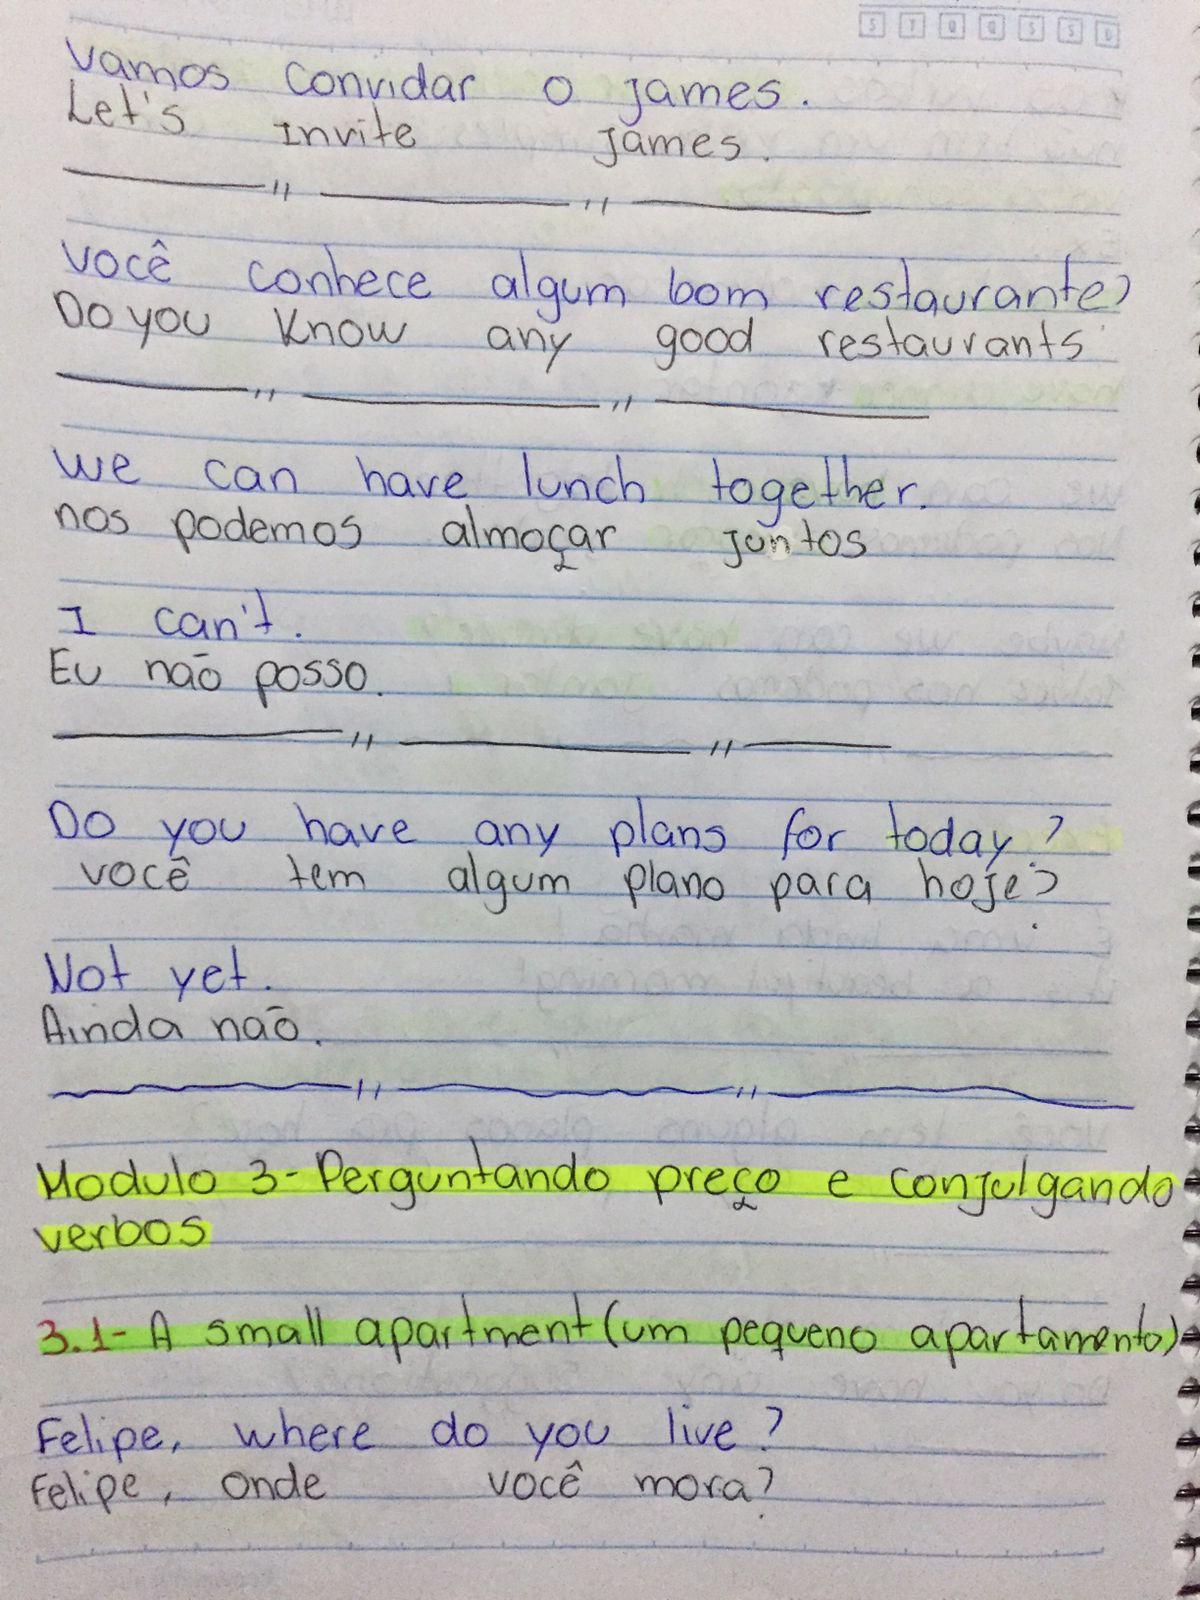 S T Q Q S S D
Vamos convidar o james.
Let's invite james.
você conhece algum bom restaurante?
Do you know any good restaurants
we can have lunch together.
nos podemos almoçar juntos
I can't.
Eu não posso.
Do you have any plans for today?
você tem algum plano para hoje?
Not yet.
Ainda não.
Modulo 3-Perguntando preço e conjulgando
verbos
3.1- A small apartment (um pequeno apartamento)
Felipe, where do you live?
Felipe, onde você mora?